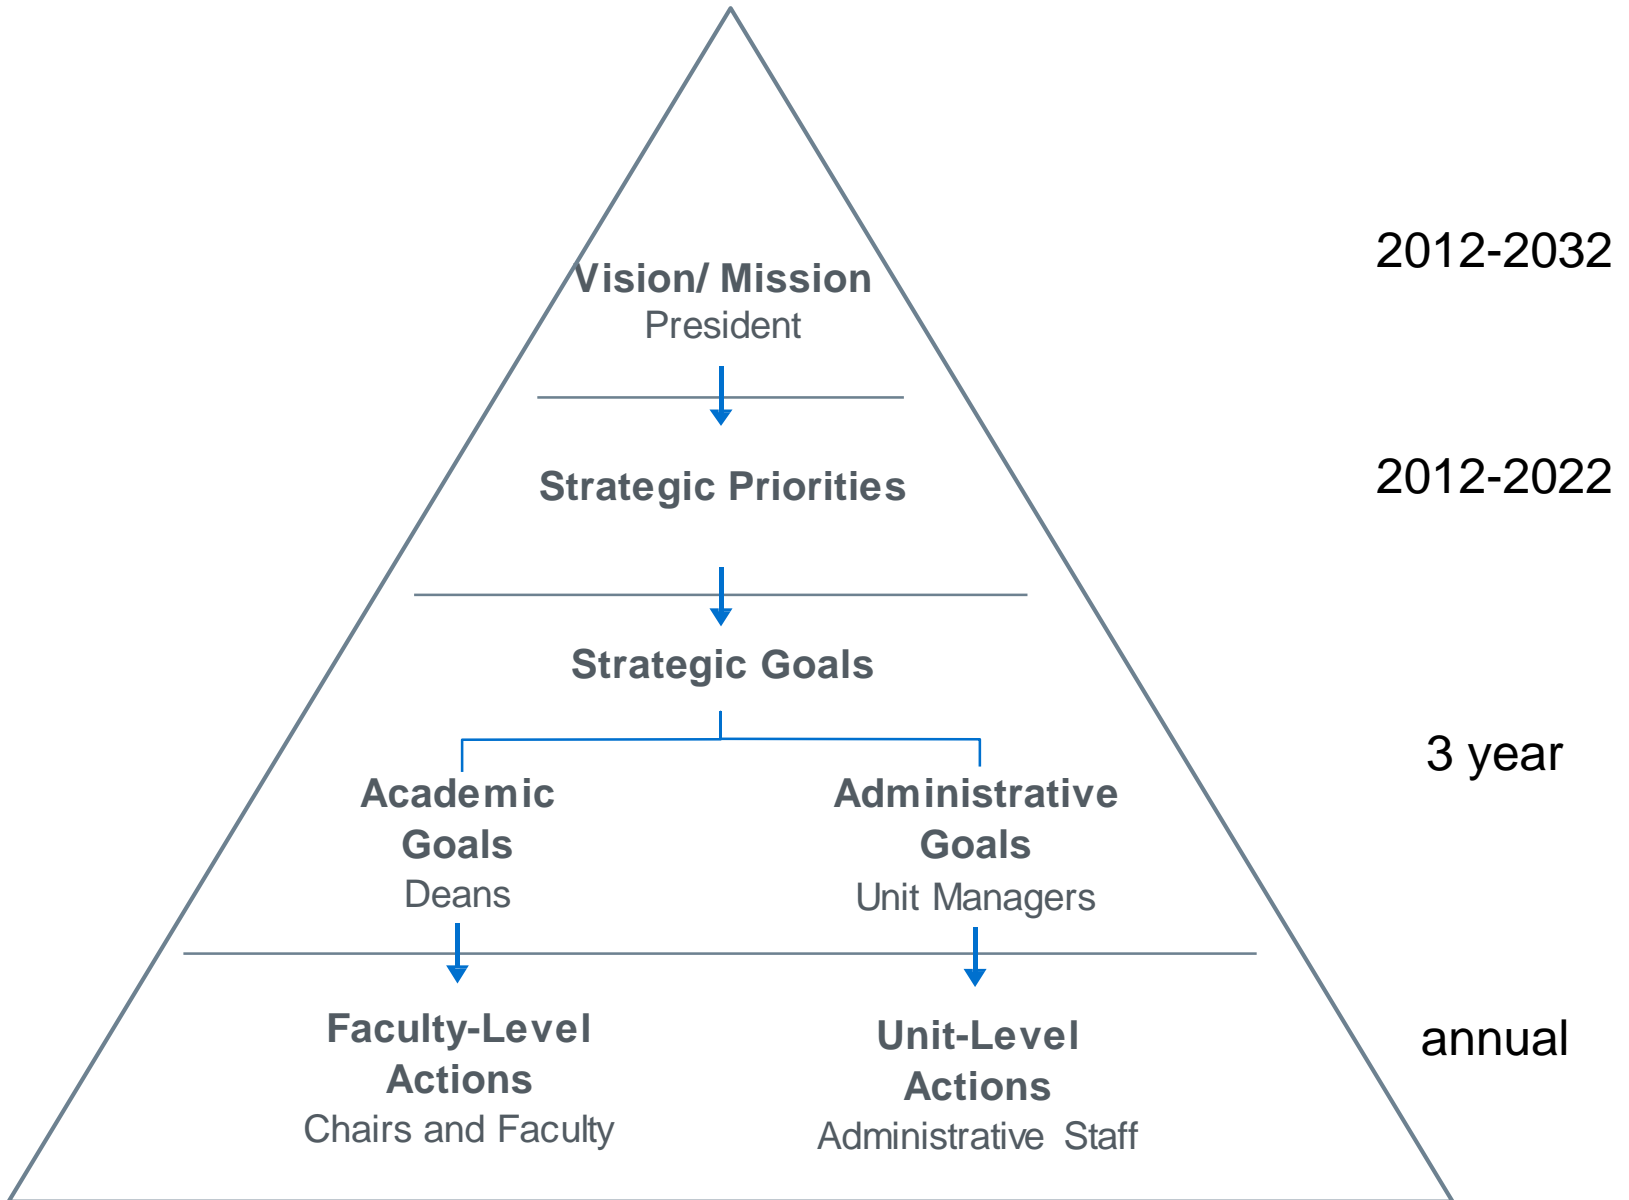 2012-2032
Vision/ Mission
President
2012-2022
Strategic Priorities
Strategic Goals
3 year
Academic
Goals
Deans
Administrative
Goals
Unit Managers
Faculty-Level
Actions
Chairs and Faculty
Unit-Level
Actions
Administrative Staff
annual